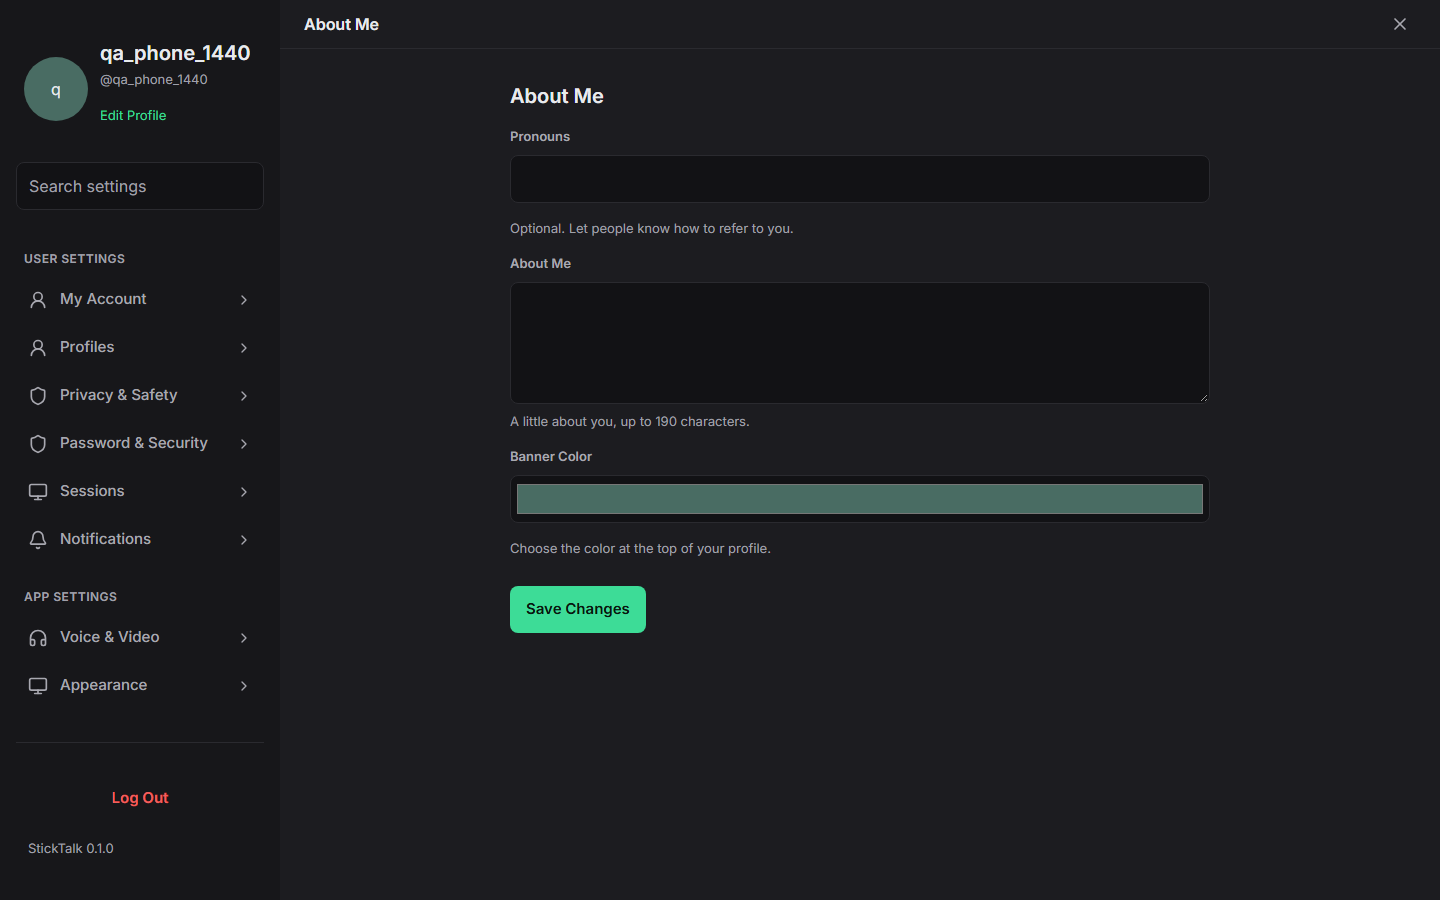 qa_phone_1440
@qa_phone_1440
Edit Profile
Search settings
USER SETTINGS
My Account
Profiles
Privacy & Safety
Password & Security
Sessions
Notifications
APP SETTINGS
Voice & Video
Appearance
Log Out
StickTalk 0.1.0
About Me
About Me
Pronouns
Optional. Let people know how to refer to you.
About Me
A little about you, up to 190 characters.
Banner Color
Choose the color at the top of your profile.
Save Changes
q